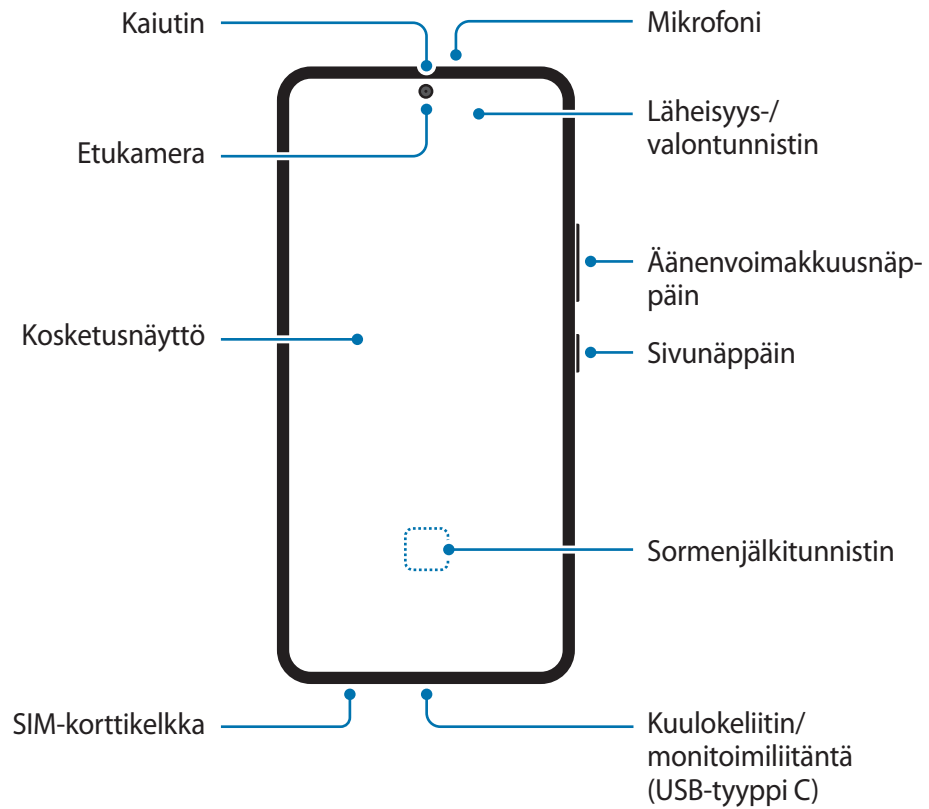 Kaiutin
Mikrofoni
Läheisyys-/
valontunnistin
Etukamera
Äänenvoimakkuusnäp-
päin
Kosketusnäyttö
Sivunäppäin
Sormenjälkitunnistin
SIM-korttikelkka
Kuulokeliitin/
monitoimiliitäntä
(USB-tyyppi C)